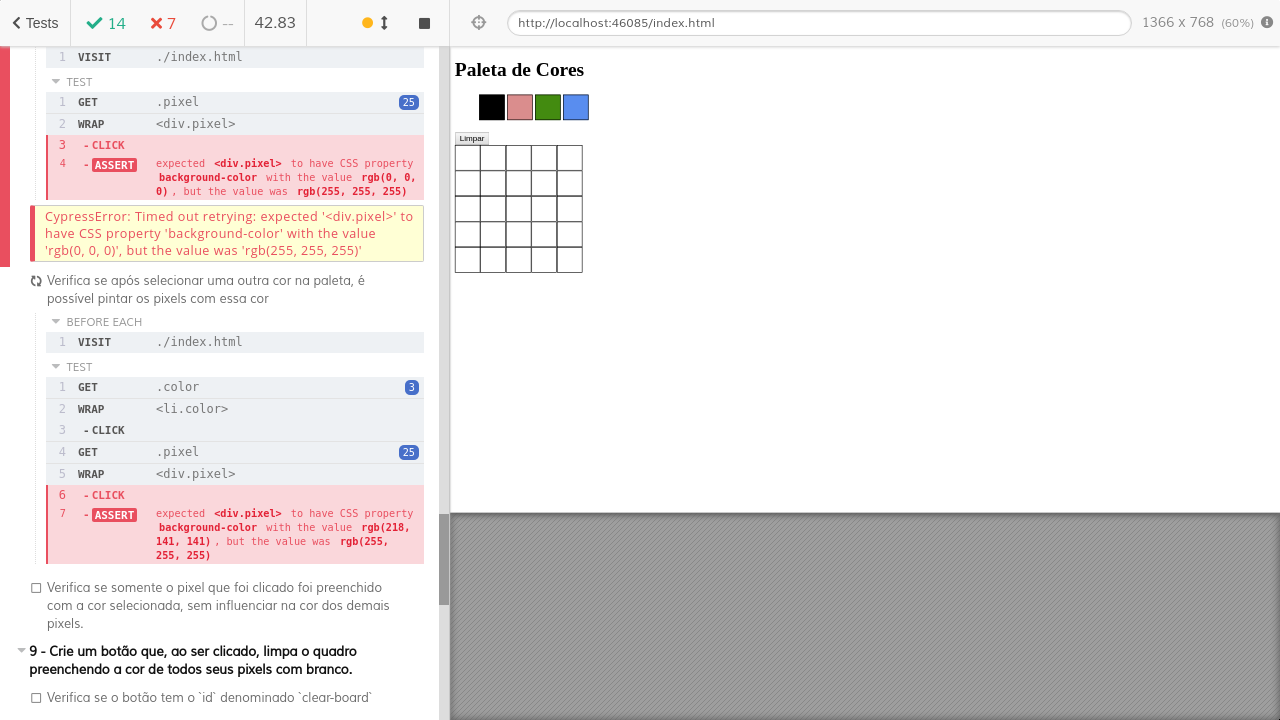 Tests 14 7 -- 42.83
http://localhost:46085/index.html 1366 x 768 (60%)
1 VISIT ./index.html
TEST
1 GET .pixel 25
2 WRAP <div.pixel>
3 - CLICK
4 - ASSERT expected <div.pixel> to have CSS property
background-color with the value rgb(0, 0,
0), but the value was rgb(255, 255, 255)
CypressError: Timed out retrying: expected '<div.pixel>' to
have CSS property 'background-color' with the value
'rgb(0, 0, 0)', but the value was 'rgb(255, 255, 255)'
Verifica se após selecionar uma outra cor na paleta, é
possível pintar os pixels com essa cor
BEFORE EACH
1 VISIT ./index.html
TEST
1 GET .color 3
2 WRAP <li.color>
3 - CLICK
4 GET .pixel 25
5 WRAP <div.pixel>
6 - CLICK
7 - ASSERT expected <div.pixel> to have CSS property
background-color with the value rgb(218,
141, 141), but the value was rgb(255,
255, 255)
Verifica se somente o pixel que foi clicado foi preenchido
com a cor selecionada, sem influenciar na cor dos demais
pixels.
9 - Crie um botão que, ao ser clicado, limpa o quadro
preenchendo a cor de todos seus pixels com branco.
Verifica se o botão tem o `id` denominado `clear-board`
Paleta de Cores
Limpar